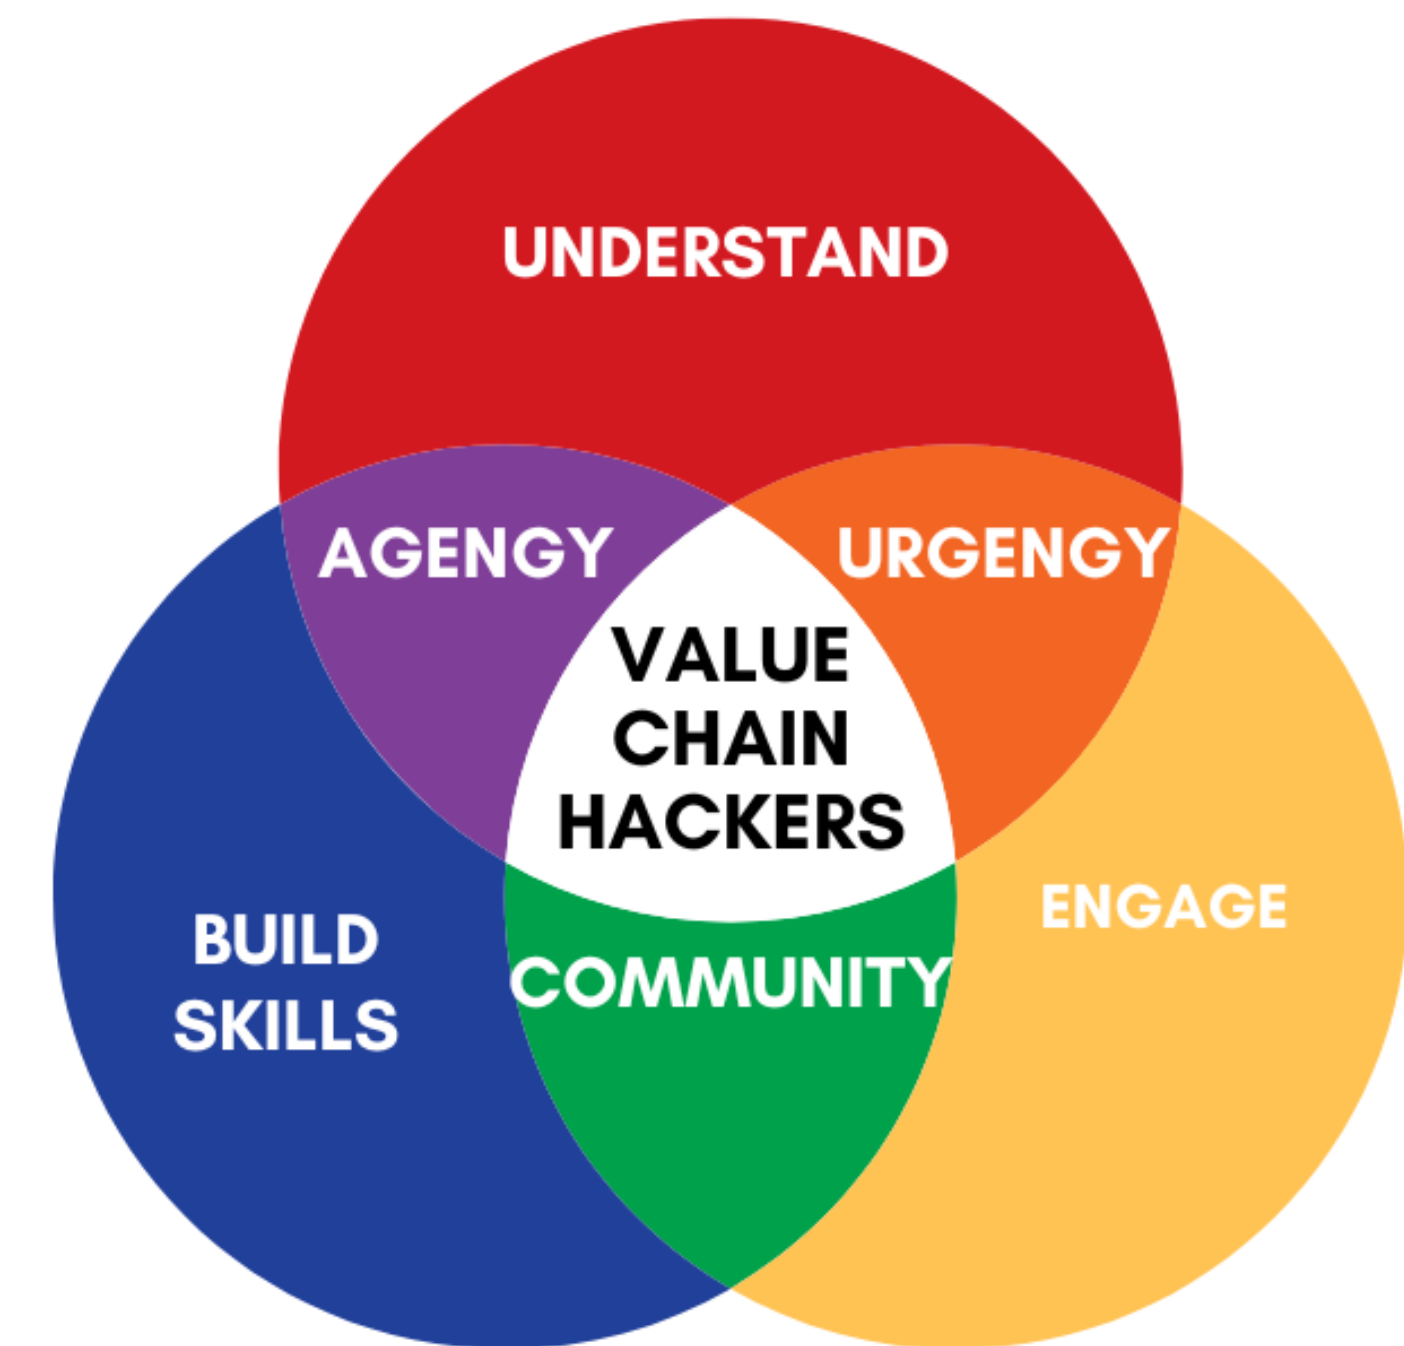 UNDERSTAND
AGENGY
URGENGY
VALUE
CHAIN
HACKERS
BUILD
SKILLS
ENGAGE
COMMUNITY